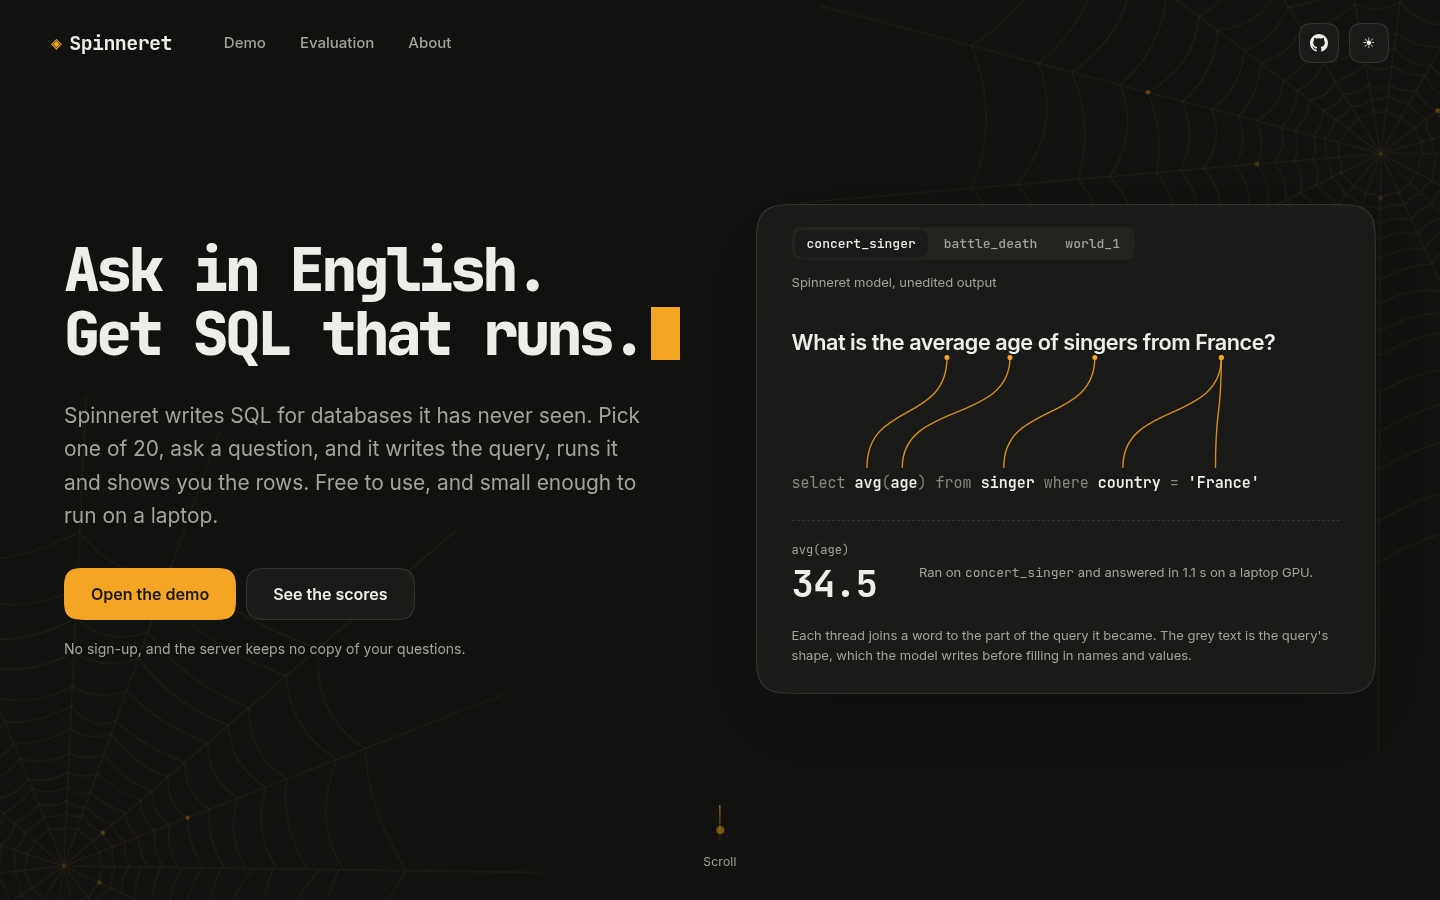 Spinneret
Demo
Evaluation
About
Ask in English.
Get SQL that runs.
Spinneret writes SQL for databases it has never seen. Pick
one of 20, ask a question, and it writes the query, runs it
and shows you the rows. Free to use, and small enough to
run on a laptop.
Open the demo
See the scores
No sign-up, and the server keeps no copy of your questions.
concert_singer
battle_death
world_1
Spinneret model, unedited output
What is the average age of singers from France?
select avg(age) from singer where country = 'France'
avg(age)
34.5
Ran on concert_singer and answered in 1.1 s on a laptop GPU.
Each thread joins a word to the part of the query it became. The grey text is the query's
shape, which the model writes before filling in names and values.
Scroll